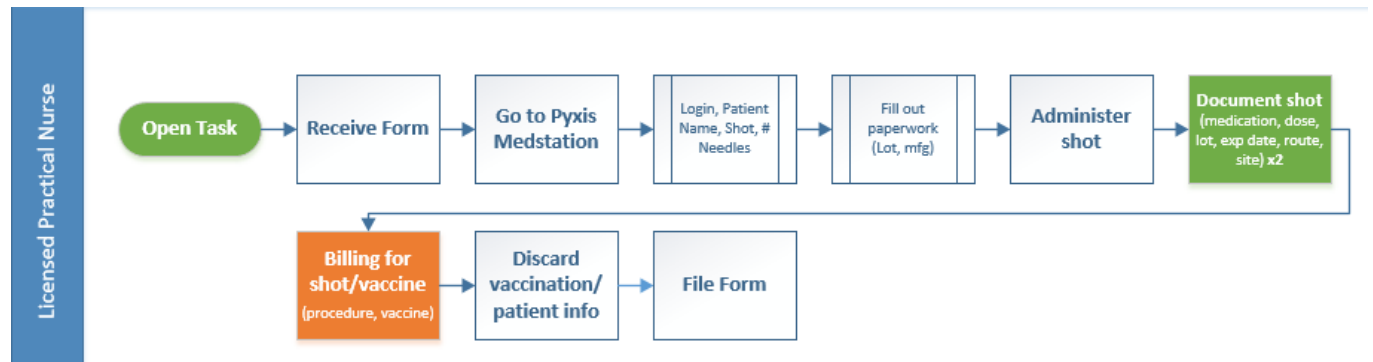 Licensed Practical Nurse
Open Task
Receive Form
Go to Pyxis
Medstation
Login, Patient
Name, Shot, #
Needles
Fill out
paperwork
(Lot, mfg)
Administer
shot
Document shot
(medication, dose,
lot, exp date, route,
site) x2
Billing for
shot/vaccine
(procedure, vaccine)
Discard
vaccination/
patient info
File Form